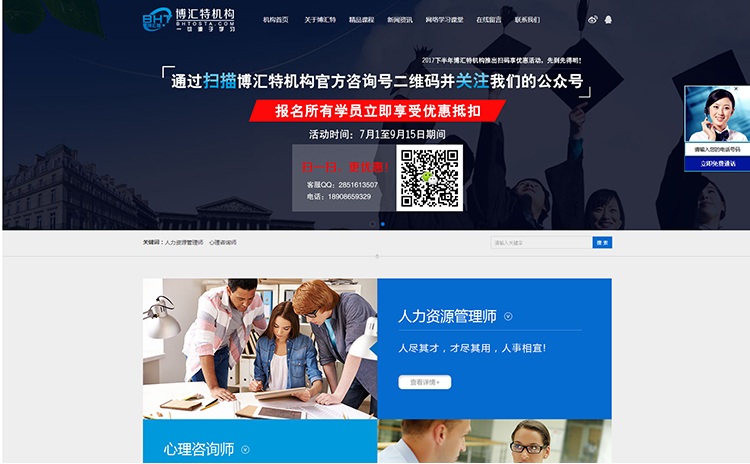 BHT
博汇特机构
BHTOSTA.COM
一切源于学习
机构首页 关于博汇特 精品课程 新闻资讯 网络学习课堂 在线留言 联系我们
2017下半年博汇特机构推出扫码享优惠活动，先到先得哟！
「通过扫描博汇特机构官方咨询号二维码并关注我们的公众号」
报名所有学员立即享受优惠抵扣
活动时间：7月1至9月15日期间
扫一扫，更优惠！
客服QQ：2851613507
电话：18908659329
请输入您的电话号码
立即免费通话
关键词：人力资源管理师 心理咨询师
请输入关键字
搜 索
人力资源管理师
人尽其才，才尽其用，人事相宜！
查看详情+
心理咨询师